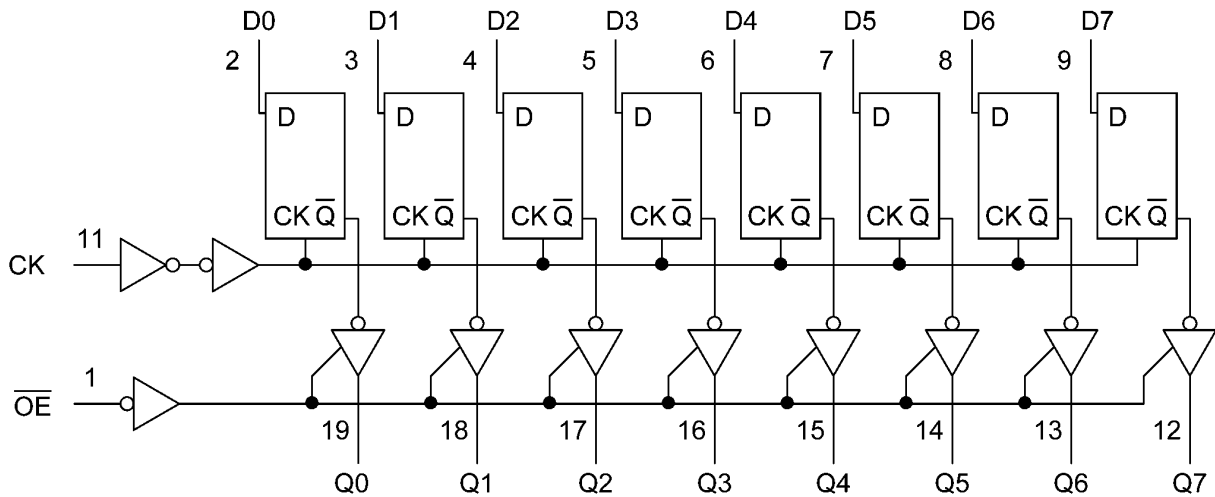 D0 D1 D2 D3 D4 D5 D6 D7
2 3 4 5 6 7 8 9
D D D D D D D D
CK Q̅ CK Q̅ CK Q̅ CK Q̅ CK Q̅ CK Q̅ CK Q̅ CK Q̅
11
CK
1
O̅E̅
19 18 17 16 15 14 13 12
Q0 Q1 Q2 Q3 Q4 Q5 Q6 Q7